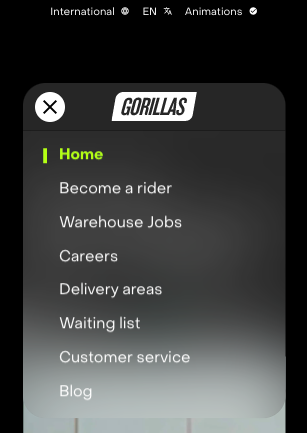 International EN Animations
GORILLAS
Home
Become a rider
Warehouse Jobs
Careers
Delivery areas
Waiting list
Customer service
Blog